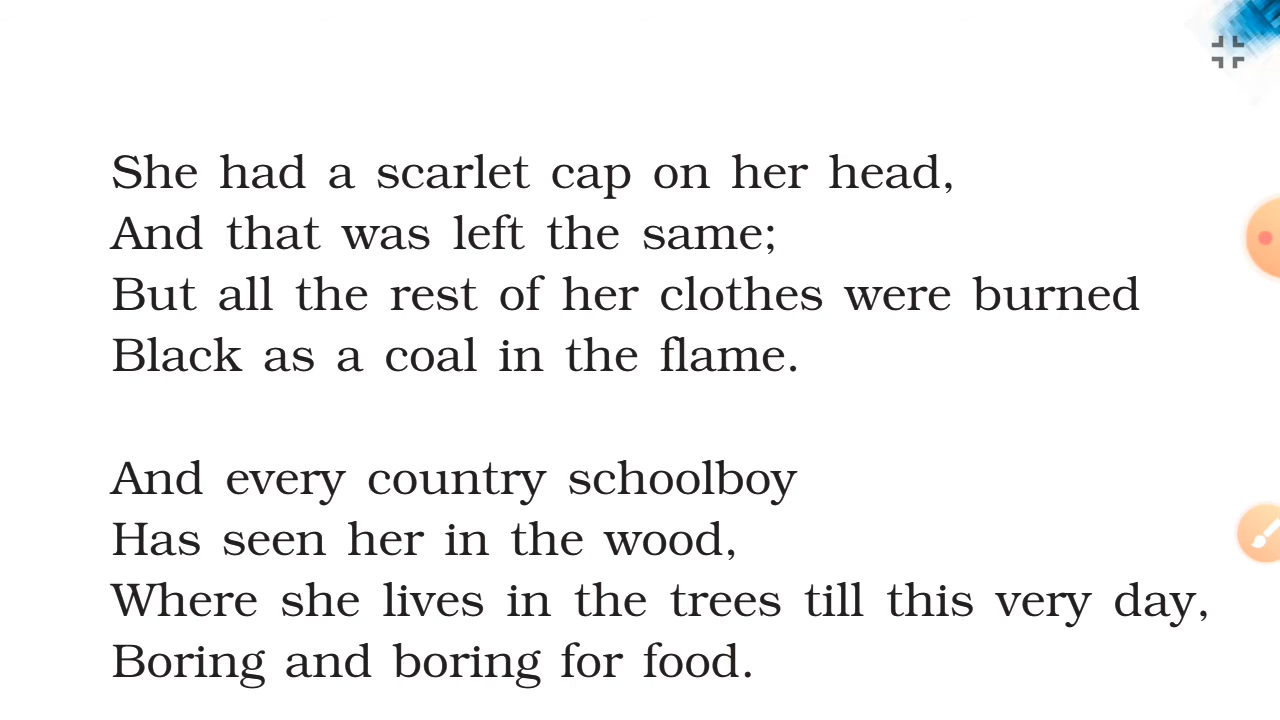 She had a scarlet cap on her head,
And that was left the same;
But all the rest of her clothes were burned
Black as a coal in the flame.
And every country schoolboy
Has seen her in the wood,
Where she lives in the trees till this very day,
Boring and boring for food.